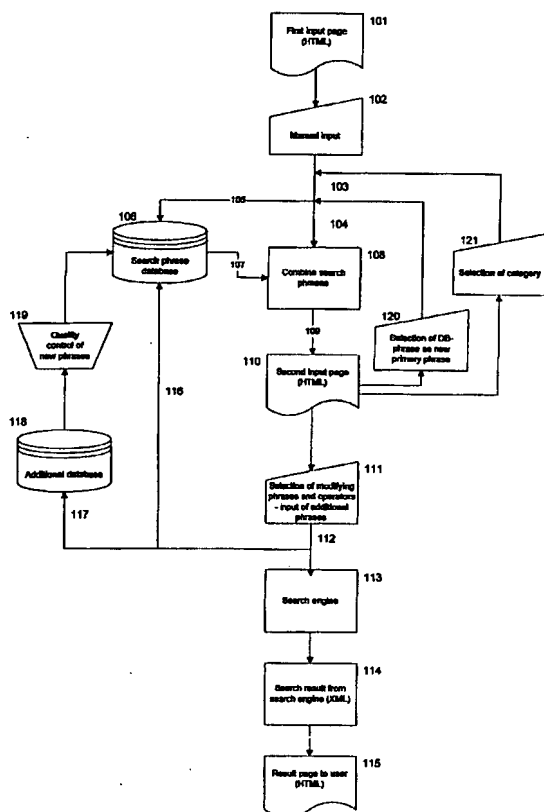 101
First input page
(HTML)
102
Manual input
103
105
106
104
121
Search phrase
database
107
108
Combine search
phrases
Selection of category
119
Quality
control of
new phrases
109
120
Selection of DB-
phrase as new
primary phrase
110
Second input page
(HTML)
116
118
Additional database
111
Selection of modifying
phrases and operators
- input of additional
phrases
117
112
113
Search engine
114
Search result from
search engine (XML)
115
Result page to user
(HTML)